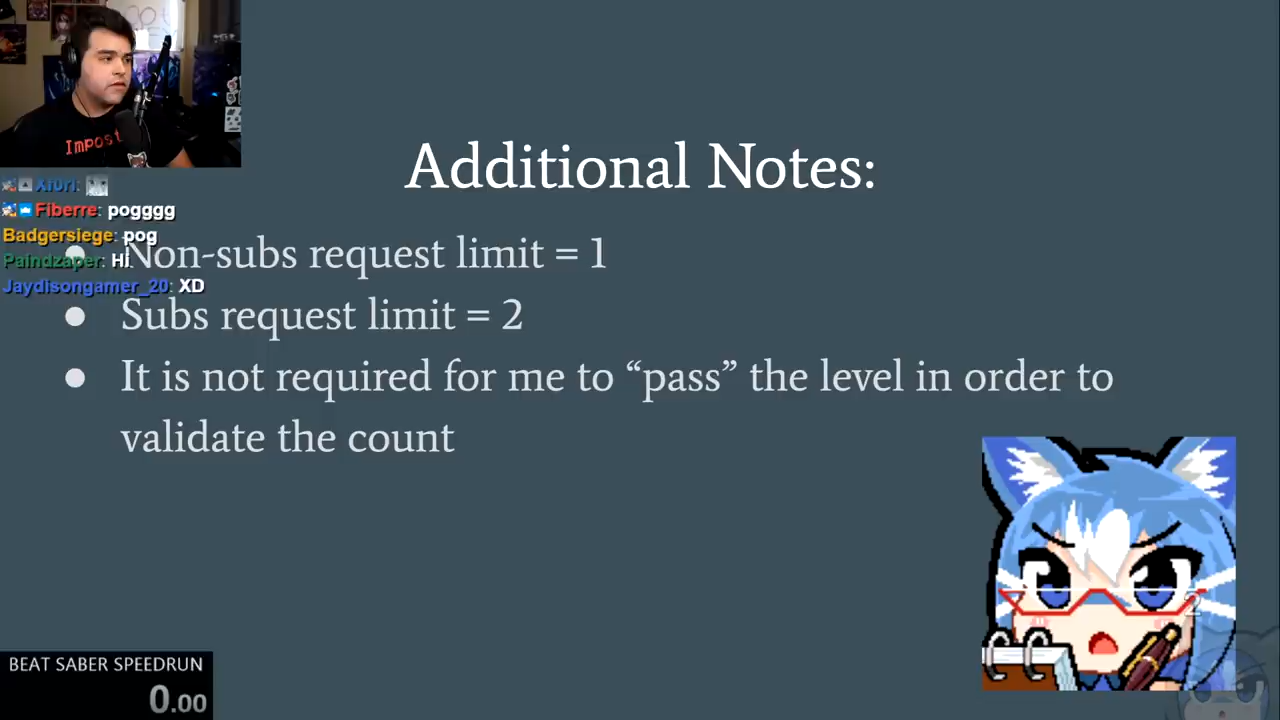 Impost
Additional Notes:
Xfuri:
Fiberre: pogggg
Badgersiege: pog
Paindzaper: Hi
Jaydisongamer_20: XD
● Non-subs request limit = 1
● Subs request limit = 2
● It is not required for me to “pass” the level in order to
validate the count
BEAT SABER SPEEDRUN
0.00